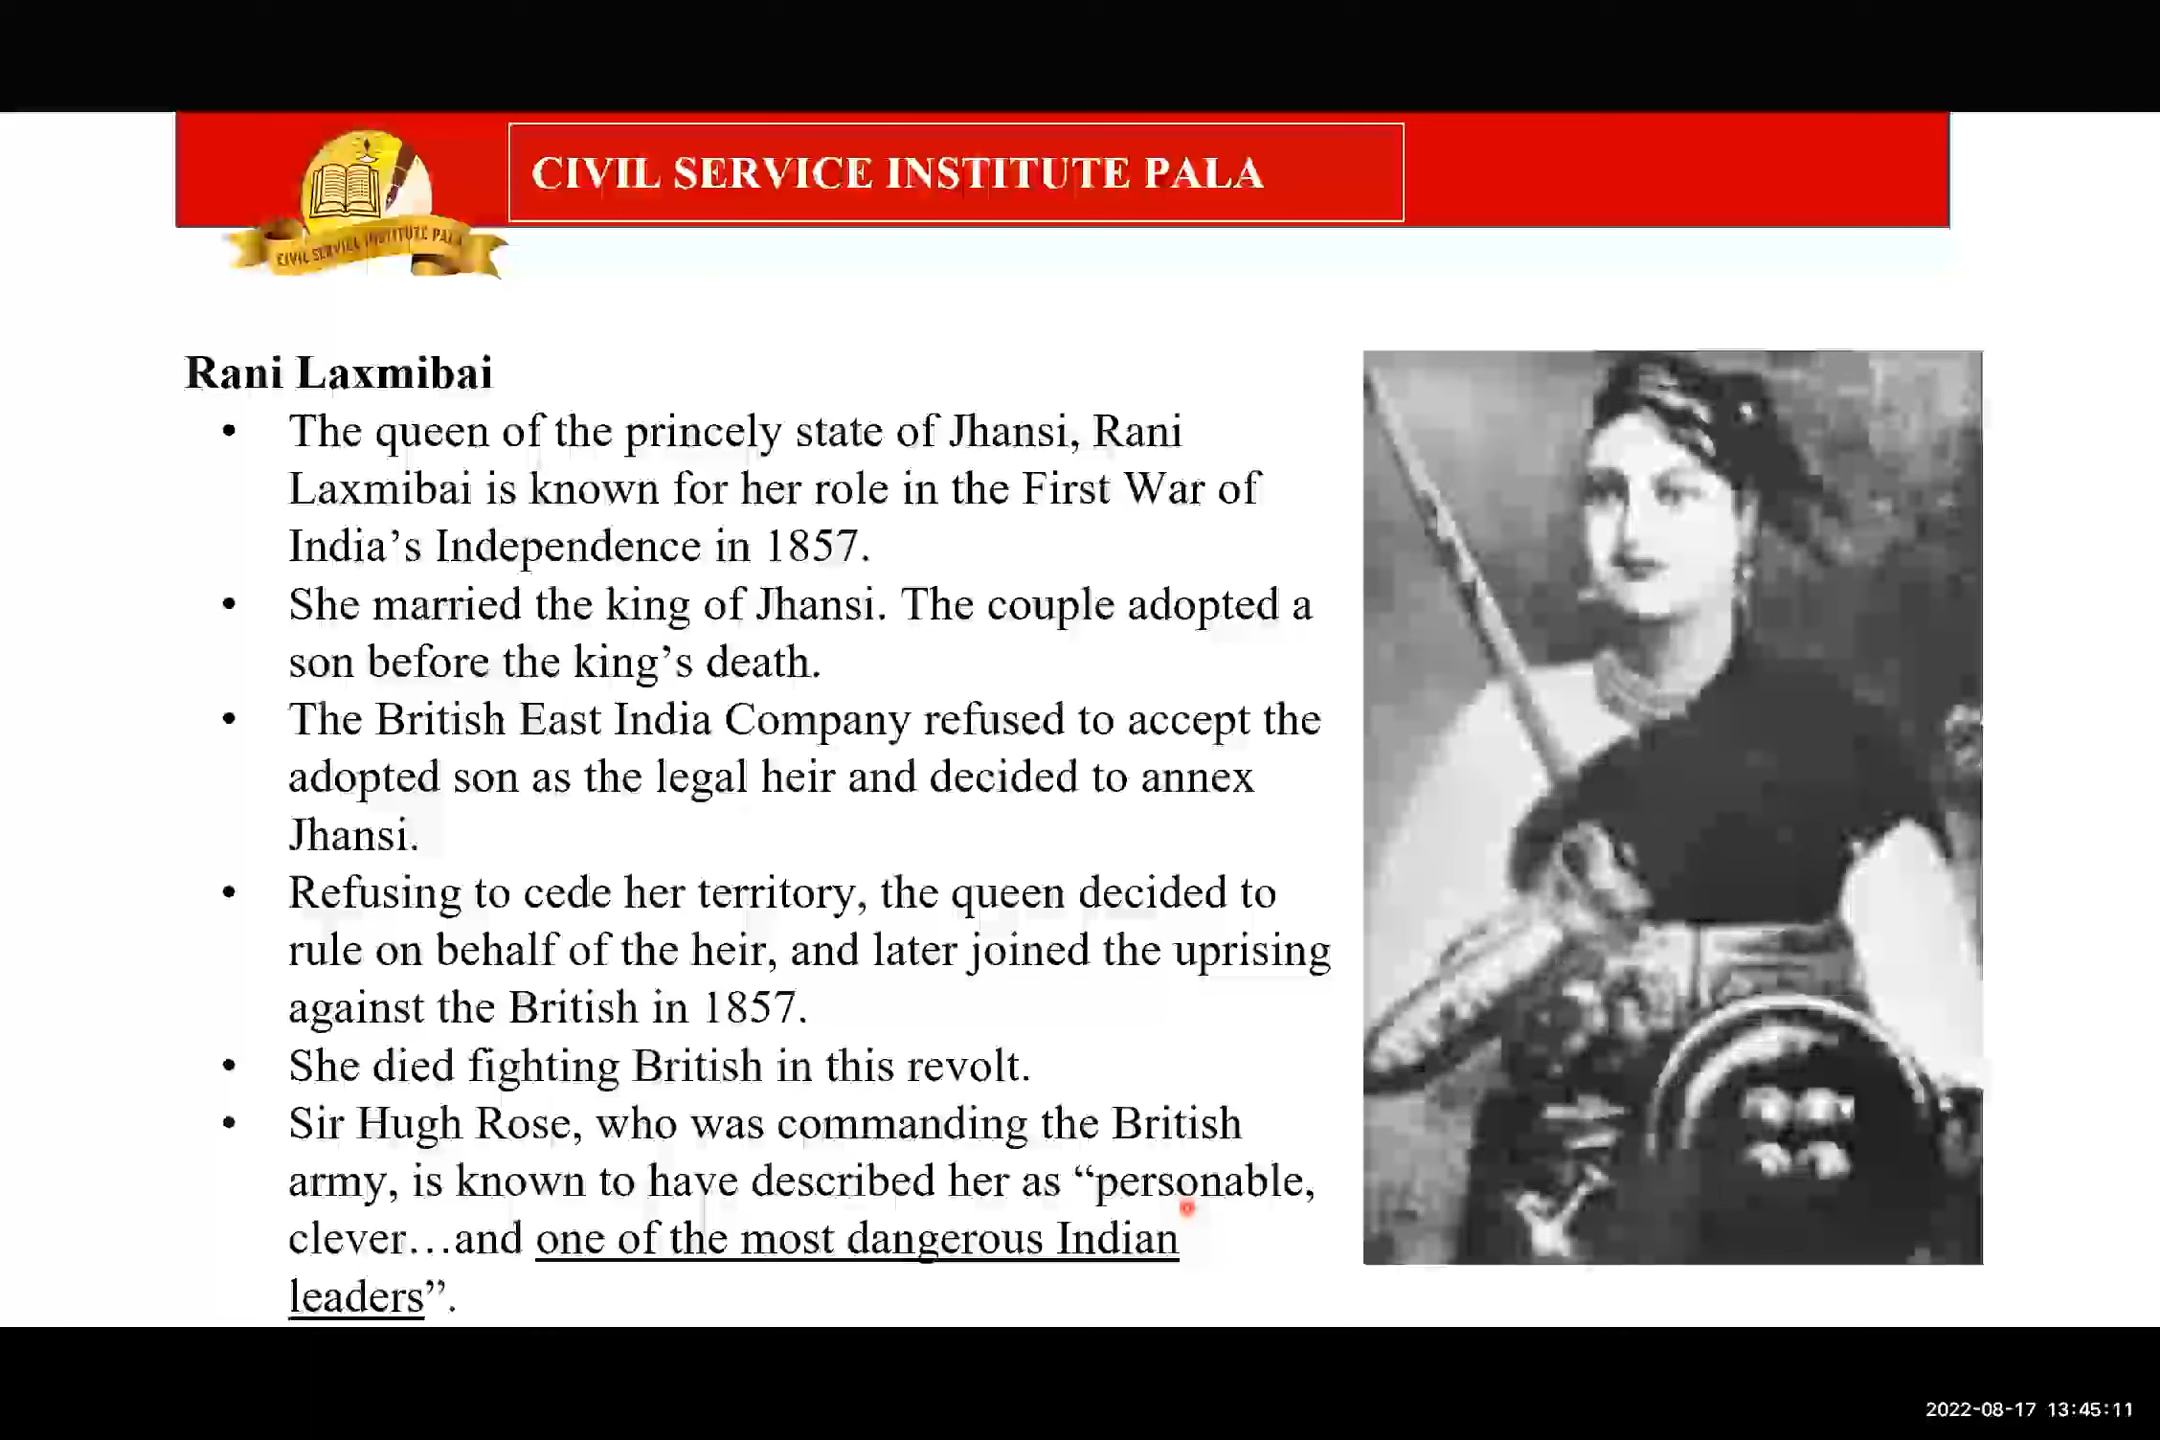 CIVIL SERVICE INSTITUTE PALA
CIVIL SERVICE INSTITUTE PALA
Rani Laxmibai
• The queen of the princely state of Jhansi, Rani
Laxmibai is known for her role in the First War of
India’s Independence in 1857.
• She married the king of Jhansi. The couple adopted a
son before the king’s death.
• The British East India Company refused to accept the
adopted son as the legal heir and decided to annex
Jhansi.
• Refusing to cede her territory, the queen decided to
rule on behalf of the heir, and later joined the uprising
against the British in 1857.
• She died fighting British in this revolt.
• Sir Hugh Rose, who was commanding the British
army, is known to have described her as “personable,
clever…and one of the most dangerous Indian
leaders”.
2022-08-17 13:45:11